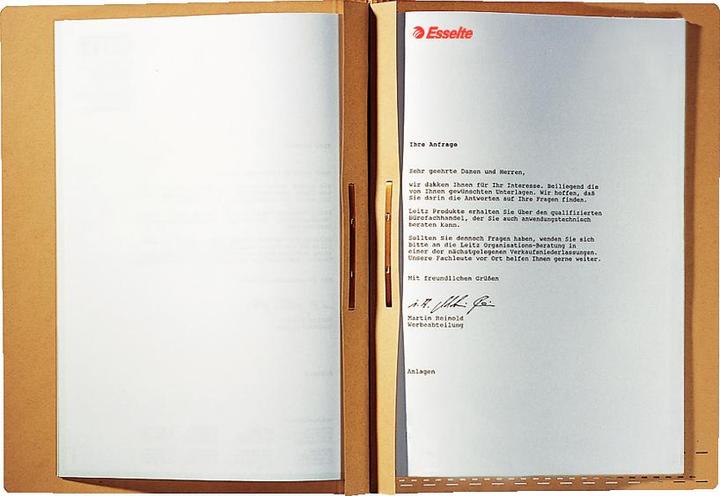 Esselte
Ihre Anfrage
Sehr geehrte Damen und Herren,
wir danken Ihnen für Ihr Interesse. Beiliegend die
von Ihnen gewünschten Unterlagen. Wir hoffen, daß
Sie darin die Antworten auf Ihre Fragen finden.
Leitz Produkte erhalten Sie über den qualifizierten
Bürofachhandel, der Sie auch anwendungstechnisch
beraten kann.
Sollten Sie dennoch Fragen haben, wenden Sie sich
bitte an die Leitz Organisations-Beratung in
einer der nächstgelegenen Verkaufsniederlassungen.
Unsere Fachleute vor Ort helfen Ihnen gerne weiter.
Mit freundlichen Grüßen
Martin Reinold
Werbeabteilung
Anlagen